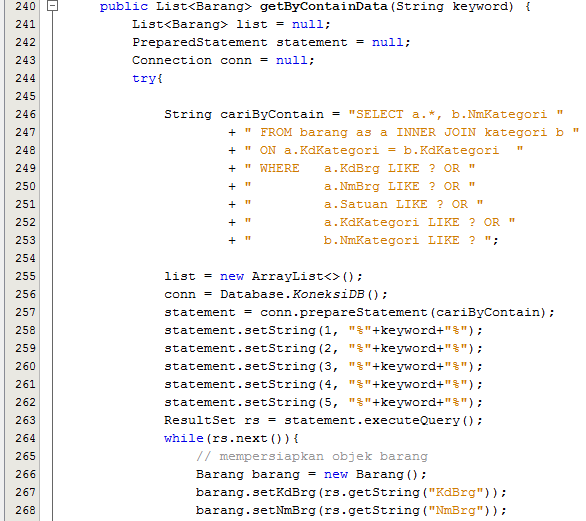 240 public List<Barang> getByContainData(String keyword) {
241 List<Barang> list = null;
242 PreparedStatement statement = null;
243 Connection conn = null;
244 try{
245
246 String cariByContain = "SELECT a.*, b.NmKategori "
247 + " FROM barang as a INNER JOIN kategori b "
248 + " ON a.KdKategori = b.KdKategori  "
249 + " WHERE   a.KdBrg LIKE ? OR "
250 + "         a.NmBrg LIKE ? OR "
251 + "         a.Satuan LIKE ? OR "
252 + "         a.KdKategori LIKE ? OR "
253 + "         b.NmKategori LIKE ? ";
254
255 list = new ArrayList<>();
256 conn = Database.KoneksiDB();
257 statement = conn.prepareStatement(cariByContain);
258 statement.setString(1, "%"+keyword+"%");
259 statement.setString(2, "%"+keyword+"%");
260 statement.setString(3, "%"+keyword+"%");
261 statement.setString(4, "%"+keyword+"%");
262 statement.setString(5, "%"+keyword+"%");
263 ResultSet rs = statement.executeQuery();
264 while(rs.next()){
265 // mempersiapkan objek barang
266 Barang barang = new Barang();
267 barang.setKdBrg(rs.getString("KdBrg"));
268 barang.setNmBrg(rs.getString("NmBrg"));